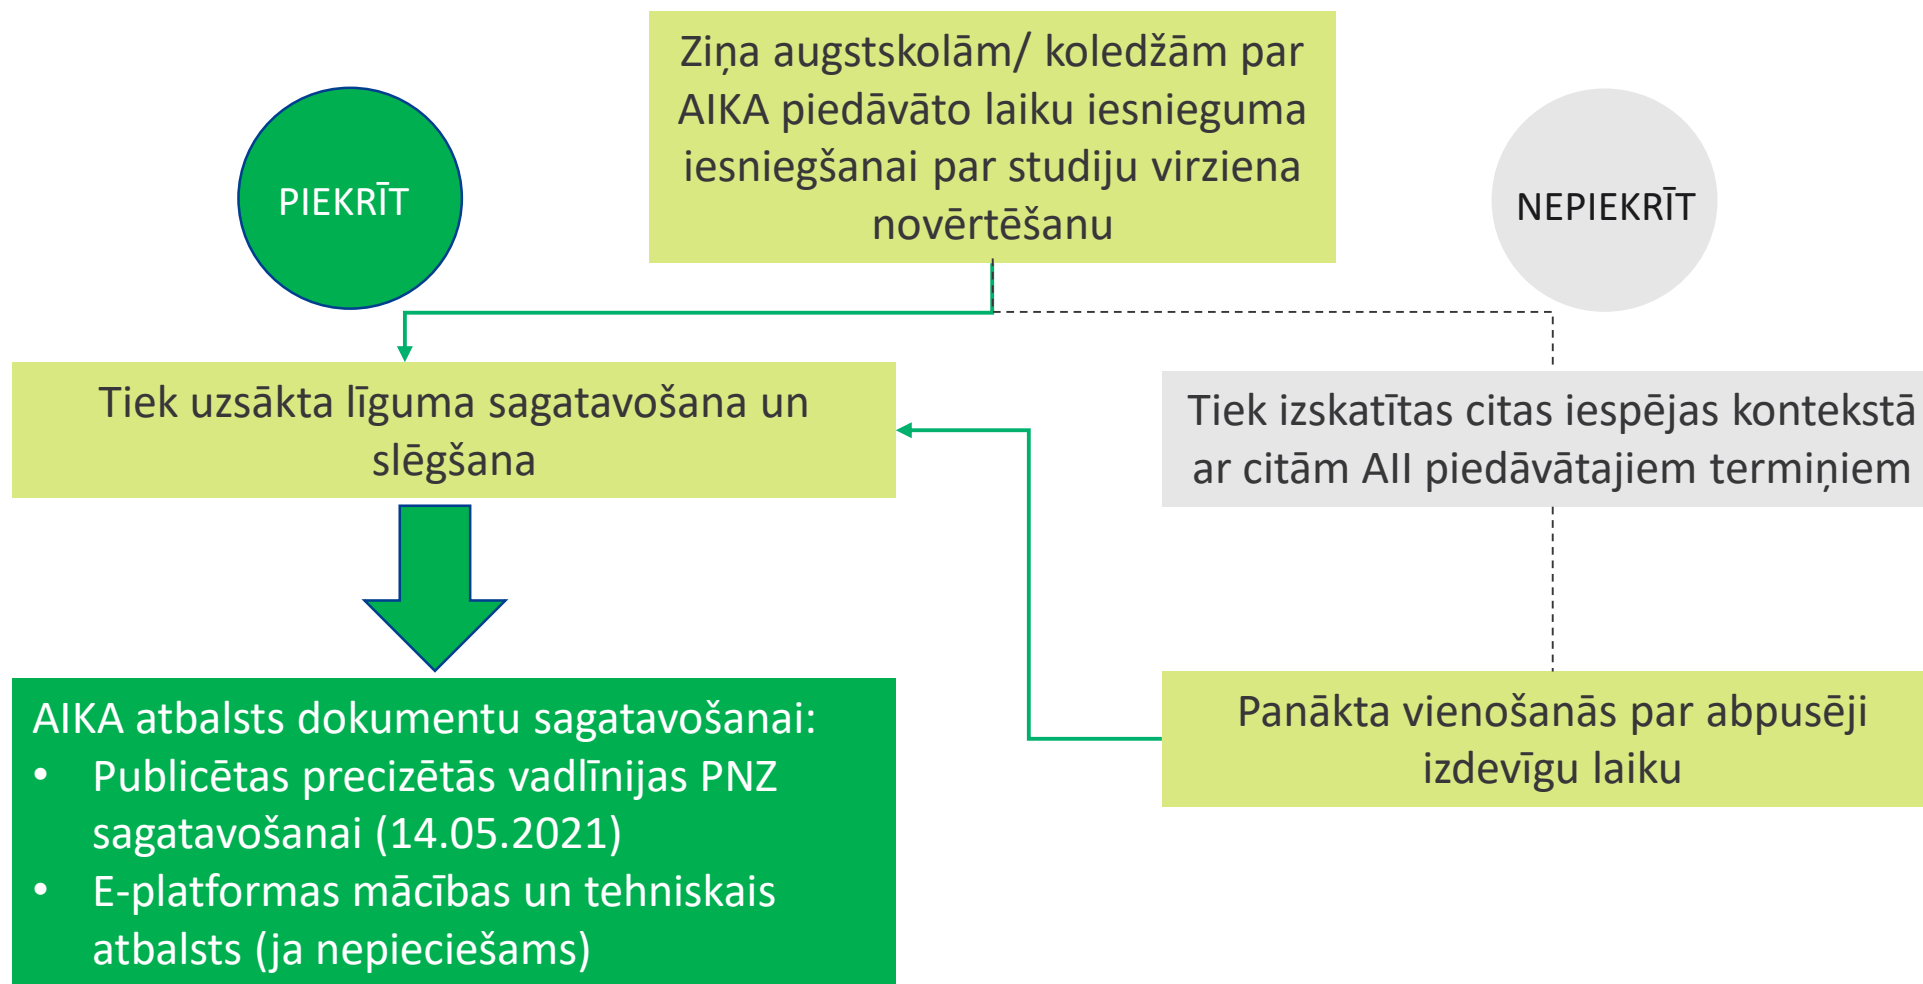 Ziņa augstskolām/ koledžām par
AIKA piedāvāto laiku iesnieguma
iesniegšanai par studiju virziena
novērtēšanu
PIEKRĪT
NEPIEKRĪT
Tiek uzsākta līguma sagatavošana un
slēgšana
Tiek izskatītas citas iespējas kontekstā
ar citām AII piedāvātajiem termiņiem
AIKA atbalsts dokumentu sagatavošanai:
• Publicētas precizētās vadlīnijas PNZ
sagatavošanai (14.05.2021)
• E-platformas mācības un tehniskais
atbalsts (ja nepieciešams)
Panākta vienošanās par abpusēji
izdevīgu laiku